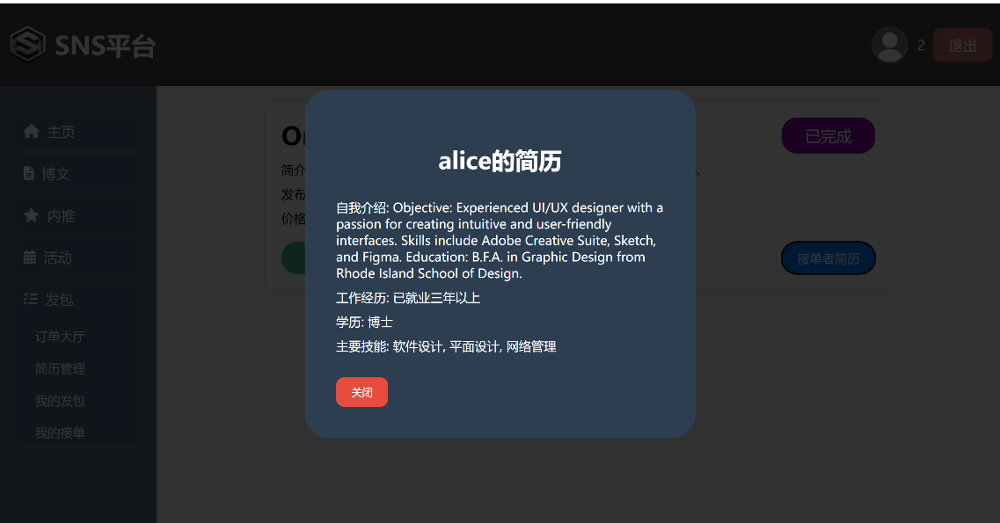 SNS平台
2
退出
主页
博文
内推
活动
发包
订单大厅
简历管理
我的发包
我的接单
O
已完成
简介
发布
价格
接单者简历
alice的简历
自我介绍: Objective: Experienced UI/UX designer with a
passion for creating intuitive and user-friendly
interfaces. Skills include Adobe Creative Suite, Sketch,
and Figma. Education: B.F.A. in Graphic Design from
Rhode Island School of Design.
工作经历: 已就业三年以上
学历: 博士
主要技能: 软件设计, 平面设计, 网络管理
关闭